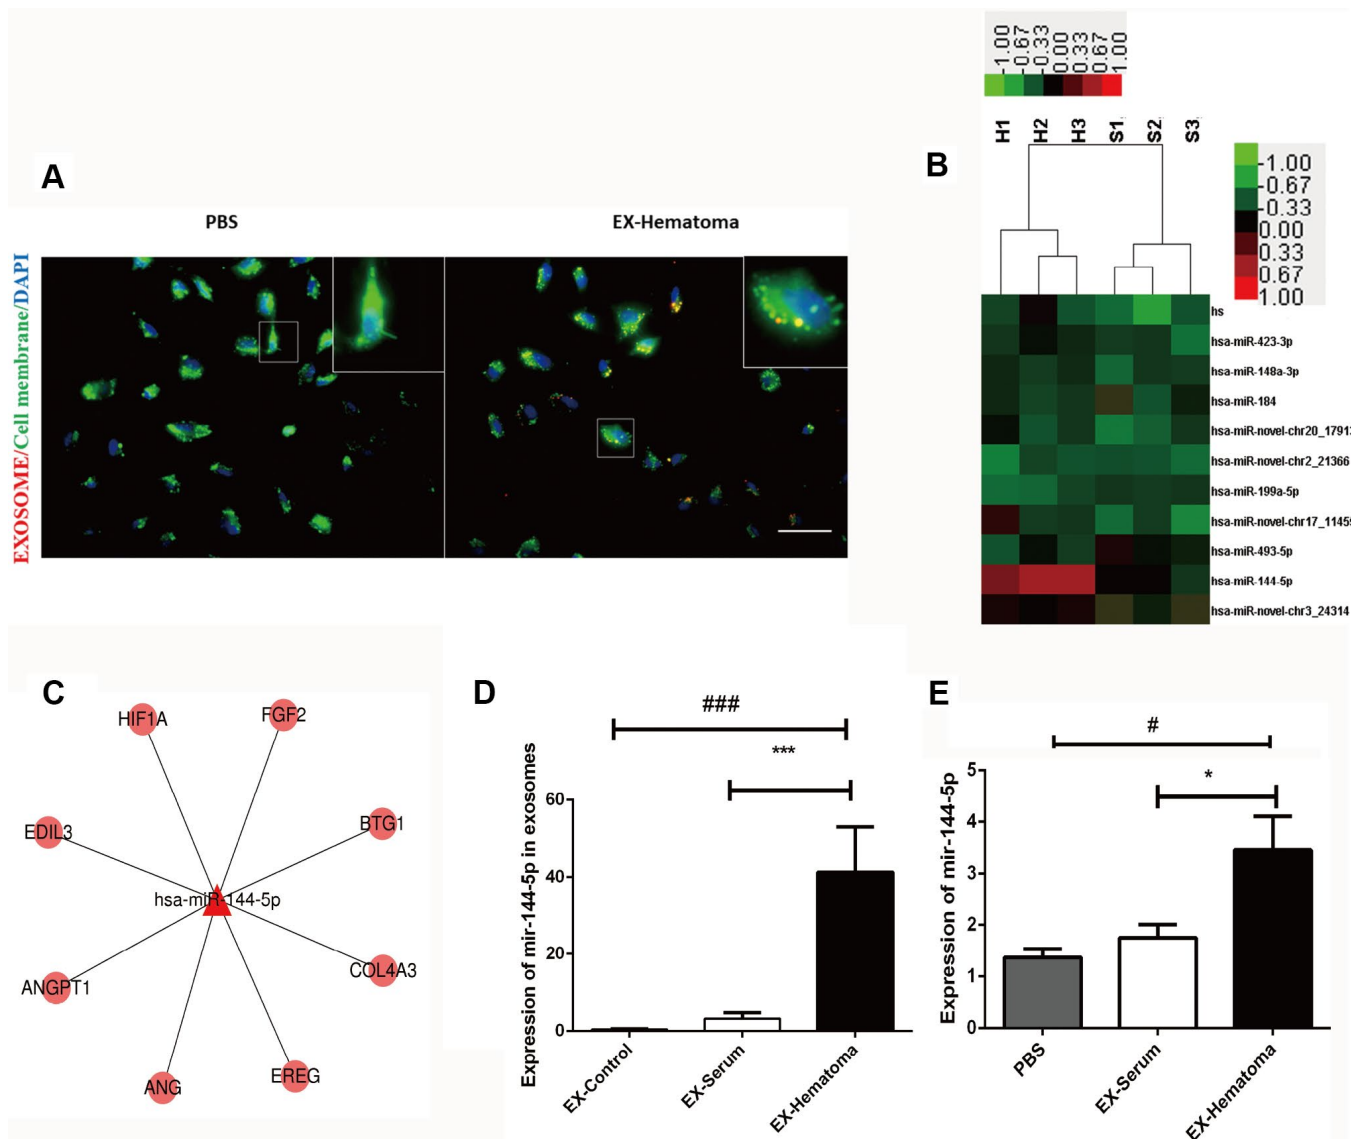 A
PBS
EX-Hematoma
EXOSOME/Cell membrane/DAPI
B
-1.00
-0.67
-0.33
0.00
0.33
0.67
1.00
H1
H2
H3
S1
S2
S3
-1.00
-0.67
-0.33
0.00
0.33
0.67
1.00
hs
hsa-miR-423-3p
hsa-miR-148a-3p
hsa-miR-184
hsa-miR-novel-chr20_17913
hsa-miR-novel-chr2_21366
hsa-miR-199a-5p
hsa-miR-novel-chr17_11459
hsa-miR-493-5p
hsa-miR-144-5p
hsa-miR-novel-chr3_24314
C
HIF1A
FGF2
EDIL3
BTG1
hsa-miR-144-5p
ANGPT1
COL4A3
ANG
EREG
D
###
***
Expression of mir-144-5p in exosomes
60
40
20
0
EX-Control
EX-Serum
EX-Hematoma
E
#
*
Expression of mir-144-5p
5
4
3
2
1
0
PBS
EX-Serum
EX-Hematoma